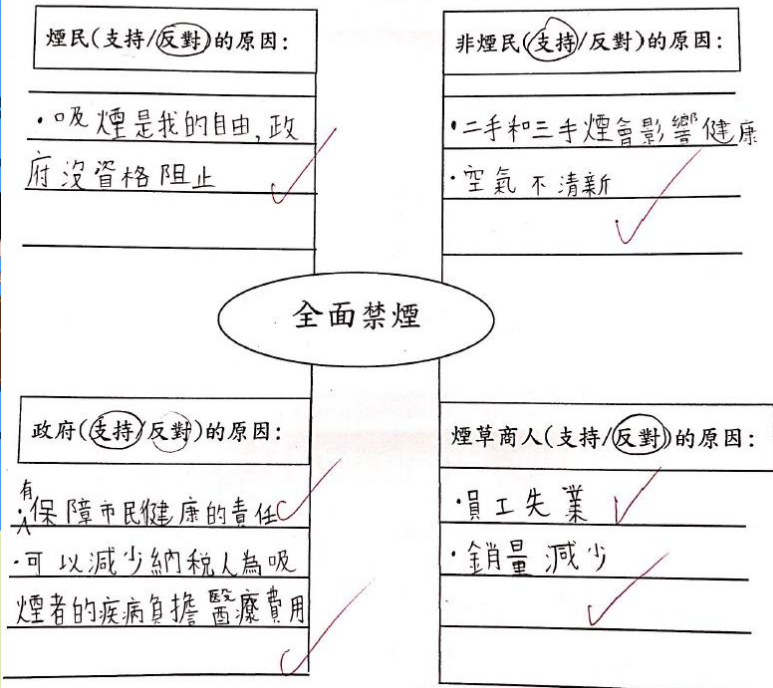 煙民(支持/反對)的原因:
·吸煙是我的自由,政
府沒資格阻止
非煙民(支持/反對)的原因:
·二手和三手煙會影響健康
·空氣不清新
全面禁煙
政府(支持/反對)的原因:
·有保障市民健康的責任
·可以減少納稅人為吸
煙者的疾病負擔醫療費用
煙草商人(支持/反對)的原因:
·員工失業
·銷量減少